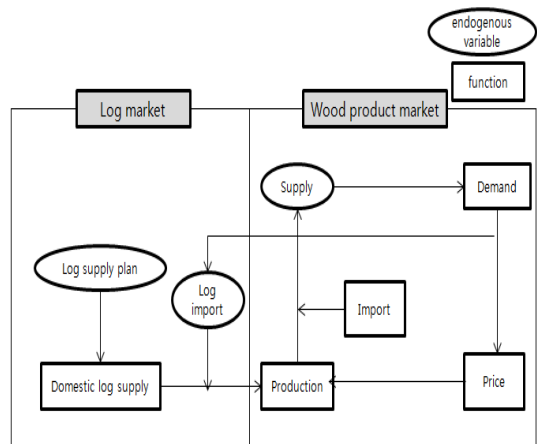 endogenous
variable
function
Log market
Wood product market
Supply
Demand
Log supply plan
Log
import
Import
Domestic log supply
Production
Price